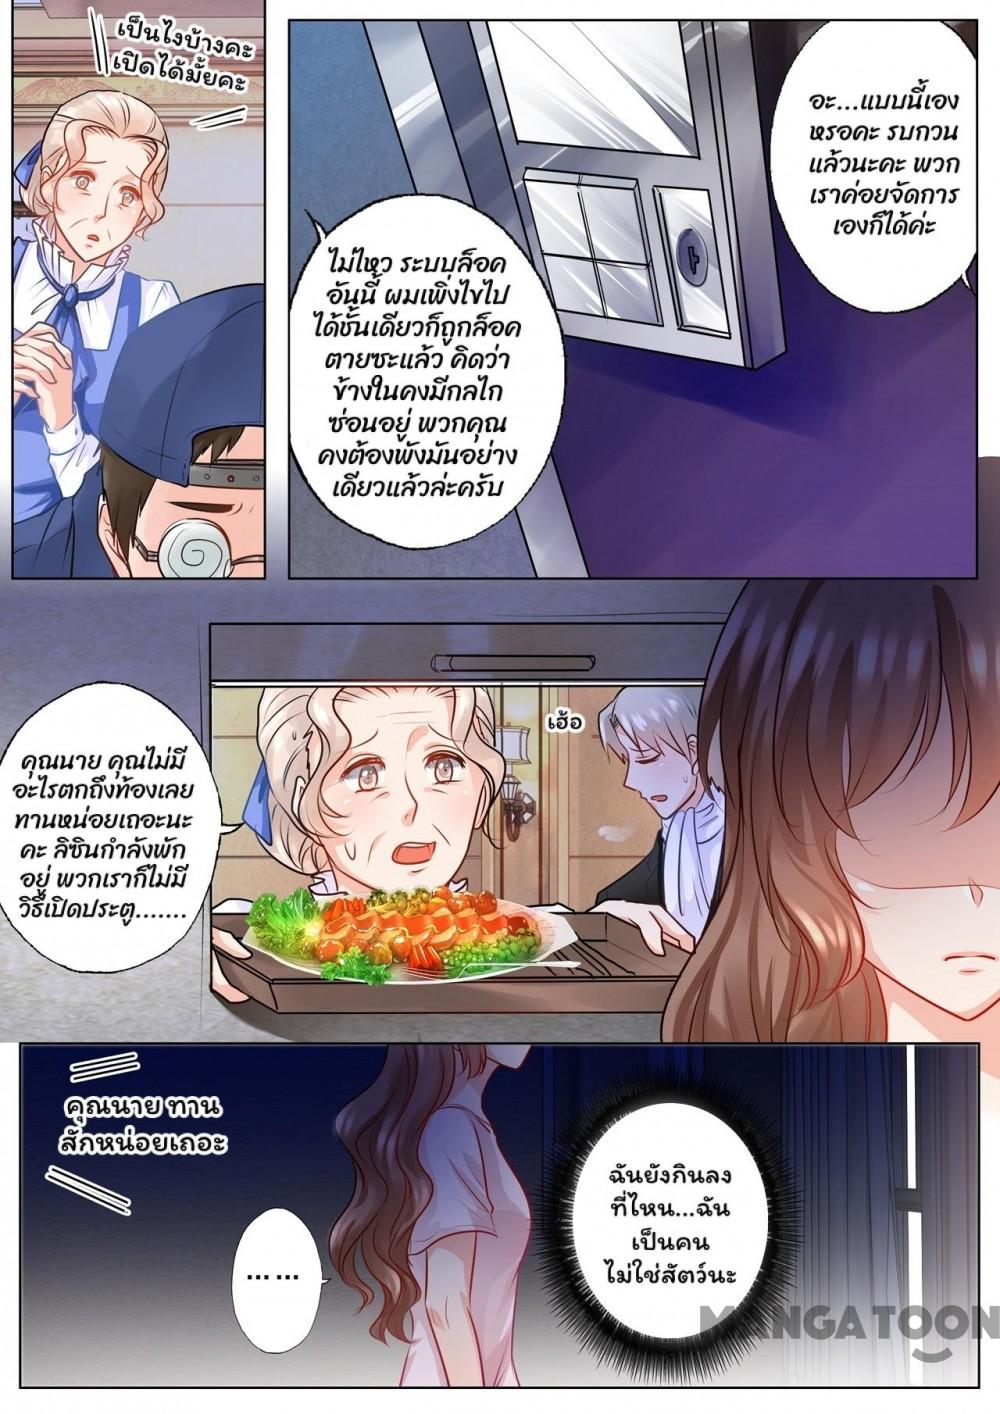 เป็นไงบ้างคะ
เปิดได้มั้ยคะ
ไม่ไหว ระบบล็อค
อันนี้ ผมเพิ่งไขไป
ได้ชั้นเดียวก็ถูกล็อค
ตายซะแล้ว คิดว่า
ข้างในคงมีกลไก
ซ่อนอยู่ พวกคุณ
คงต้องพังมันอย่าง
เดียวแล้วล่ะครับ
อะ...แบบนี้เอง
หรอคะ รบกวน
แล้วนะคะ พวก
เราค่อยจัดการ
เองก็ได้ค่ะ
คุณนาย คุณไม่มี
อะไรตกถึงท้องเลย
ทานหน่อยเถอะนะ
คะ ลิซินกำลังพัก
อยู่ พวกเราก็ไม่มี
วิธีเปิดประตู.......
เฮ้อ
คุณนาย ทาน
สักหน่อยเถอะ
... ...
ฉันยังกินลง
ที่ไหน...ฉัน
เป็นคน
ไม่ใช่สัตว์นะ
MANGATOON